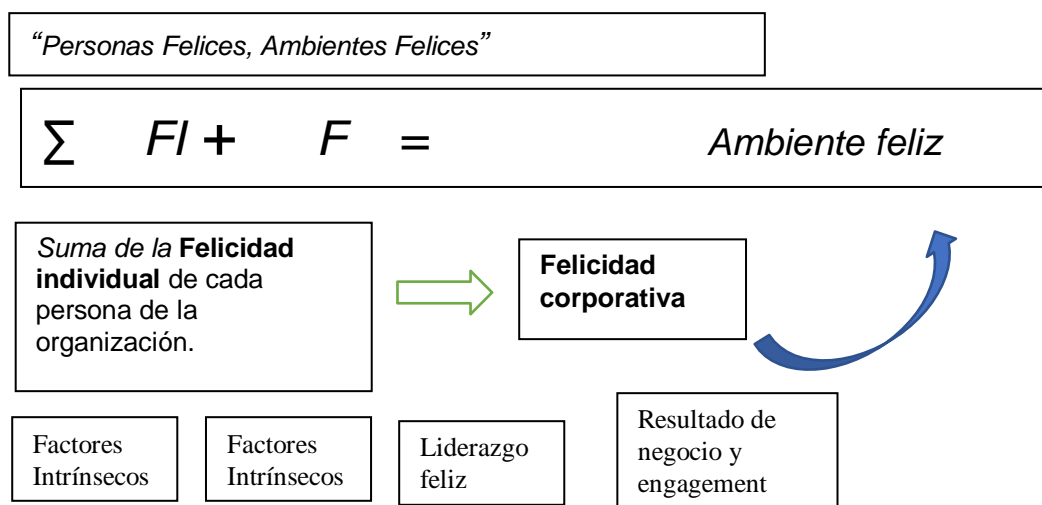 “Personas Felices, Ambientes Felices”
∑ FI + F = Ambiente feliz
Suma de la Felicidad
individual de cada
persona de la
organización.
Felicidad
corporativa
Factores
Intrínsecos
Factores
Intrínsecos
Liderazgo
feliz
Resultado de
negocio y
engagement